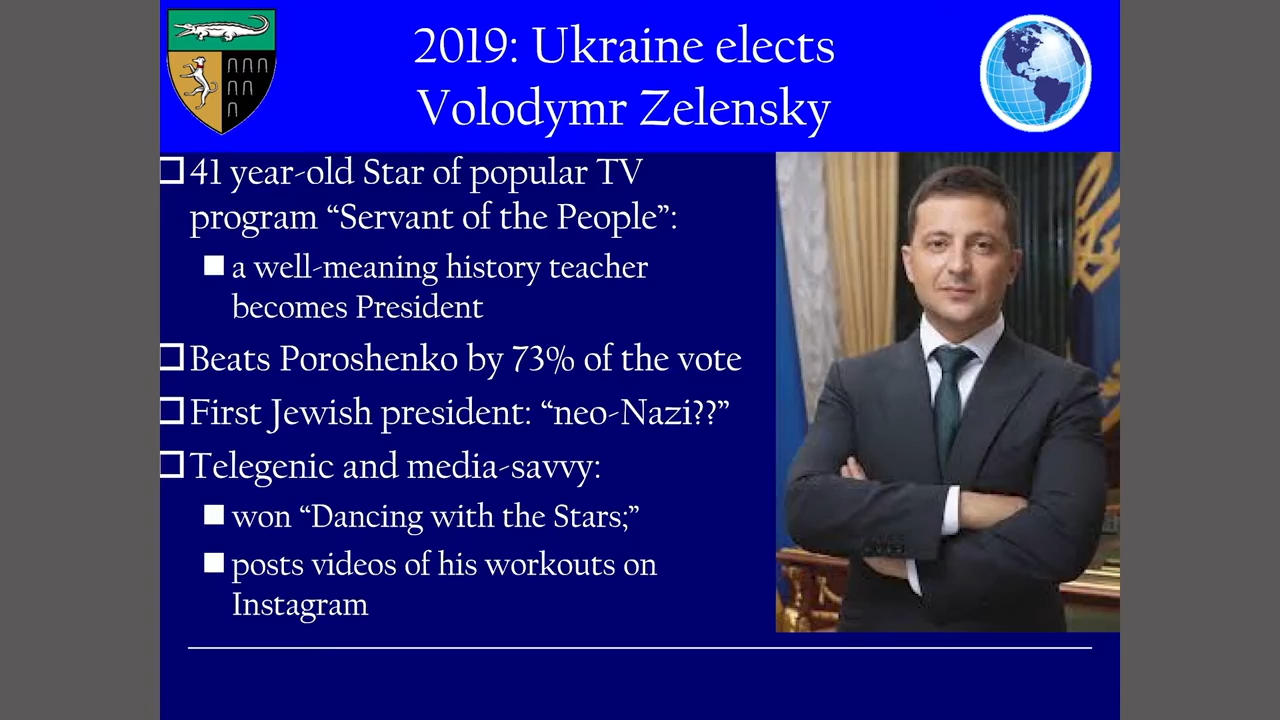 2019: Ukraine elects
Volodymr Zelensky
41 year-old Star of popular TV
program “Servant of the People”:
a well-meaning history teacher
becomes President
Beats Poroshenko by 73% of the vote
First Jewish president: “neo-Nazi??”
Telegenic and media-savvy:
won “Dancing with the Stars;”
posts videos of his workouts on
Instagram